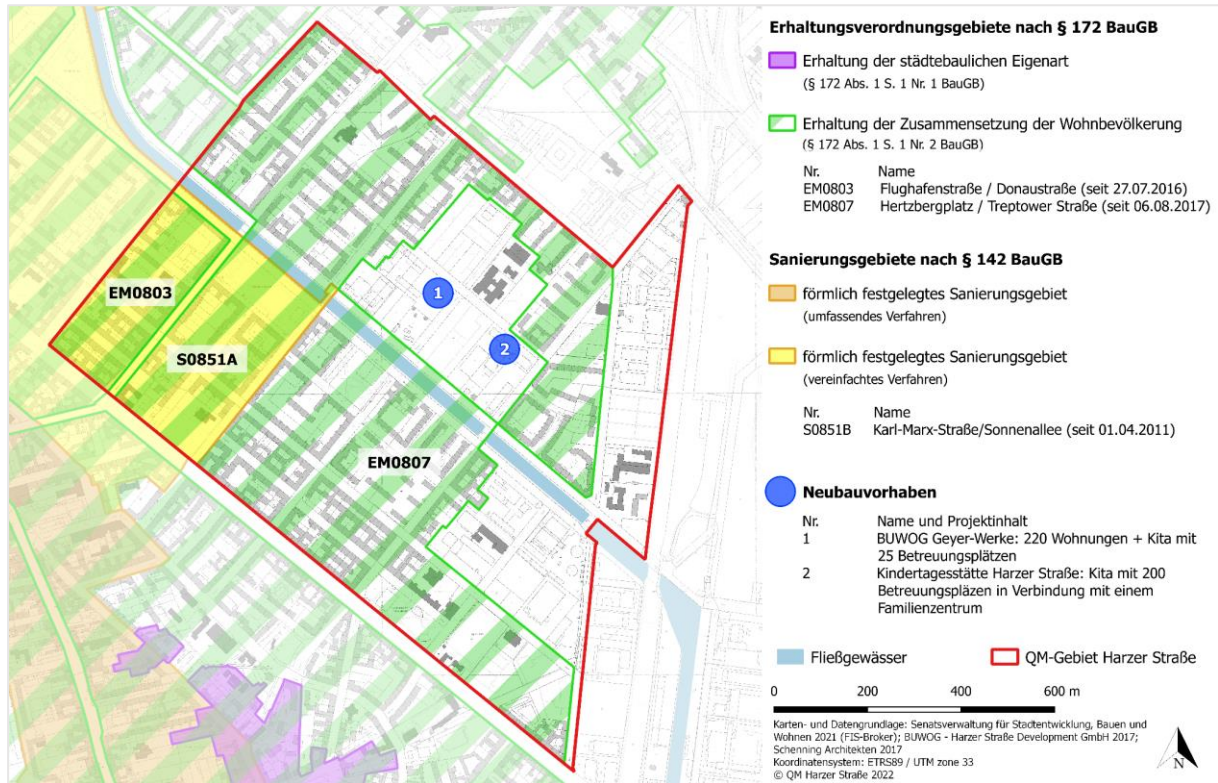 EM0803
S0851A
EM0807
1
2
Erhaltungsverordnungsgebiete nach § 172 BauGB
Erhaltung der städtebaulichen Eigenart
(§ 172 Abs. 1 S. 1 Nr. 1 BauGB)
Erhaltung der Zusammensetzung der Wohnbevölkerung
(§ 172 Abs. 1 S. 1 Nr. 2 BauGB)
Nr. Name
EM0803 Flughafenstraße / Donaustraße (seit 27.07.2016)
EM0807 Hertzbergplatz / Treptower Straße (seit 06.08.2017)
Sanierungsgebiete nach § 142 BauGB
förmlich festgelegtes Sanierungsgebiet
(umfassendes Verfahren)
förmlich festgelegtes Sanierungsgebiet
(vereinfachtes Verfahren)
Nr. Name
S0851B Karl-Marx-Straße/Sonnenallee (seit 01.04.2011)
Neubauvorhaben
Nr. Name und Projektinhalt
1 BUWOG Geyer-Werke: 220 Wohnungen + Kita mit
25 Betreuungsplätzen
2 Kindertagesstätte Harzer Straße: Kita mit 200
Betreuungspläzen in Verbindung mit einem
Familienzentrum
Fließgewässer QM-Gebiet Harzer Straße
0 200 400 600 m
Karten- und Datengrundlage: Senatsverwaltung für Stadtentwicklung, Bauen und
Wohnen 2021 (FIS-Broker); BUWOG - Harzer Straße Development GmbH 2017;
Schenning Architekten 2017
Koordinatensystem: ETRS89 / UTM zone 33
© QM Harzer Straße 2022
N